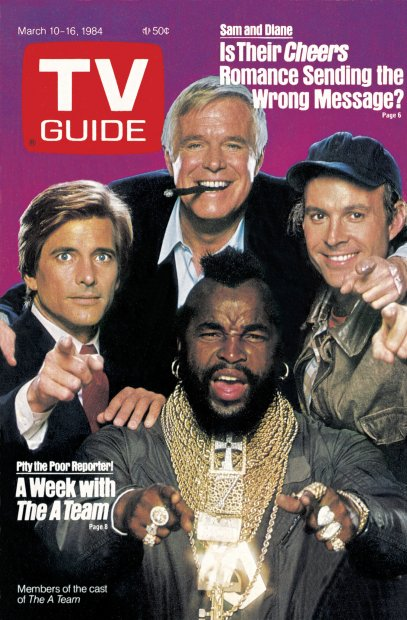 March 10-16, 1984
50¢
TV
GUIDE
®
Sam and Diane
Is Their Cheers
Romance Sending the
Wrong Message?
Page 6
Pity the Poor Reporter!
A Week with
The A Team
Page 8
Members of the cast
of The A Team